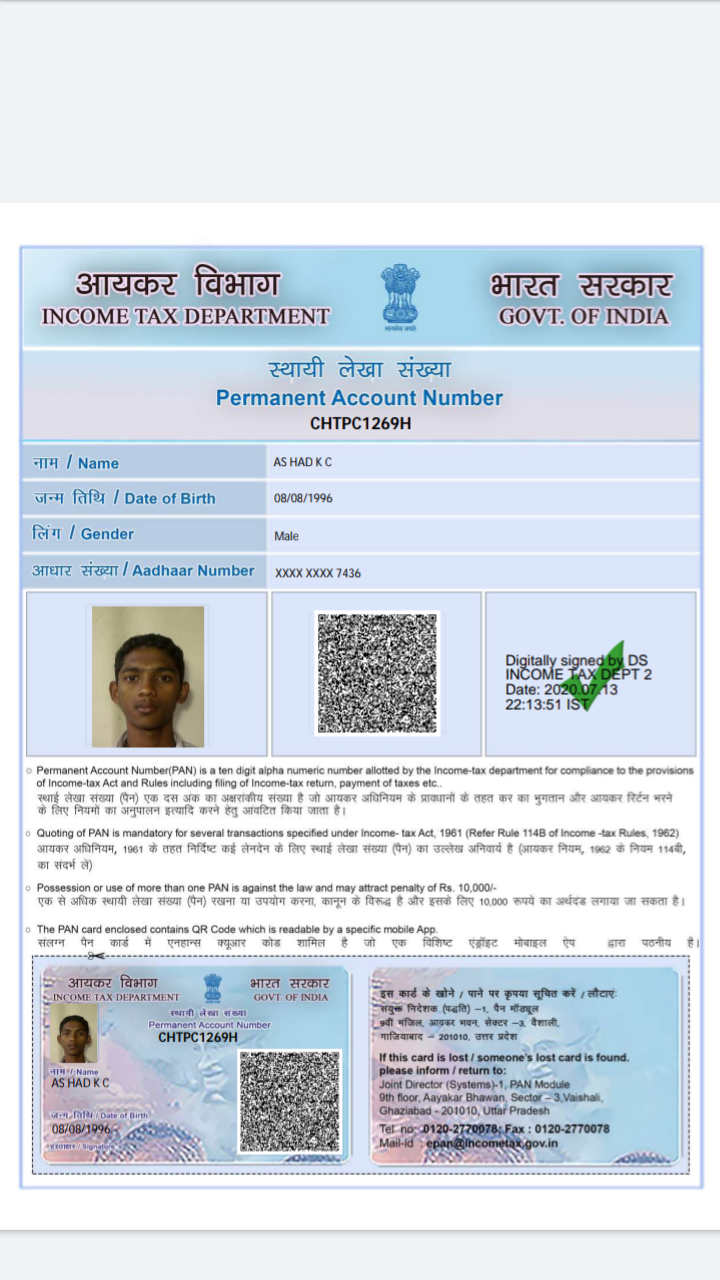 आयकर विभाग
INCOME TAX DEPARTMENT
सत्यमेव जयते
भारत सरकार
GOVT. OF INDIA
स्थायी लेखा संख्या
Permanent Account Number
CHTPC1269H
नाम / Name
AS HAD K C
जन्म तिथि / Date of Birth
08/08/1996
लिंग / Gender
Male
आधार संख्या / Aadhaar Number
XXXX XXXX 7436
Digitally signed by DS
INCOME TAX DEPT 2
Date: 2020.07.13
22:13:51 IST
Permanent Account Number(PAN) is a ten digit alpha numeric number allotted by the Income-tax department for compliance to the provisions
of Income-tax Act and Rules including filing of Income-tax return, payment of taxes etc..
स्थाई लेखा संख्या (पैन) एक दस अंक का अक्षरांकीय संख्या है जो आयकर अधिनियम के प्रावधानों के तहत कर का भुगतान और आयकर रिर्टन भरने
के लिए नियमों का अनुपालन इत्यादि करने हेतु आवंटित किया जाता है।
Quoting of PAN is mandatory for several transactions specified under Income- tax Act, 1961 (Refer Rule 114B of Income -tax Rules, 1962)
आयकर अधिनियम, 1961 के तहत निर्दिष्ट कई लेनदेन के लिए स्थाई लेखा संख्या (पैन) का उल्लेख अनिवार्य है (आयकर नियम, 1962 के नियम 114बी,
का संदर्भ लें)
Possession or use of more than one PAN is against the law and may attract penalty of Rs. 10,000/-
एक से अधिक स्थायी लेखा संख्या (पैन) रखना या उपयोग करना, कानून के विरूद्ध है और इसके लिए 10,000 रूपये का अर्थदंड लगाया जा सकता है।
The PAN card enclosed contains QR Code which is readable by a specific mobile App.
संलग्न पैन कार्ड में एनहान्स क्यूआर कोड शामिल है जो एक विशिष्ट एंड्रॉइट मोबाइल ऐप द्वारा पठनीय है।
आयकर विभाग
INCOME TAX DEPARTMENT
भारत सरकार
GOVT. OF INDIA
स्थायी लेखा संख्या
Permanent Account Number
CHTPC1269H
नाम / Name
AS HAD K C
जन्म तिथि / Date of Birth
08/08/1996
हस्ताक्षर / Signature
इस कार्ड के खोने / पाने पर कृपया सूचित करें / लौटाएं:
संयुक्त निदेशक (पद्धति) –1, पैन मॉड्यूल
9वी मंजिल, आयकर भवन, सेक्टर –3, वैशाली,
गाजियाबाद – 201010, उत्तर प्रदेश
If this card is lost / someone's lost card is found.
please inform / return to:
Joint Director (Systems)-1, PAN Module
9th floor, Aayakar Bhawan, Sector – 3,Vaishali,
Ghaziabad - 201010, Uttar Pradesh
Tel no: 0120-2770078; Fax : 0120-2770078
Mail-id : epan@incometax.gov.in